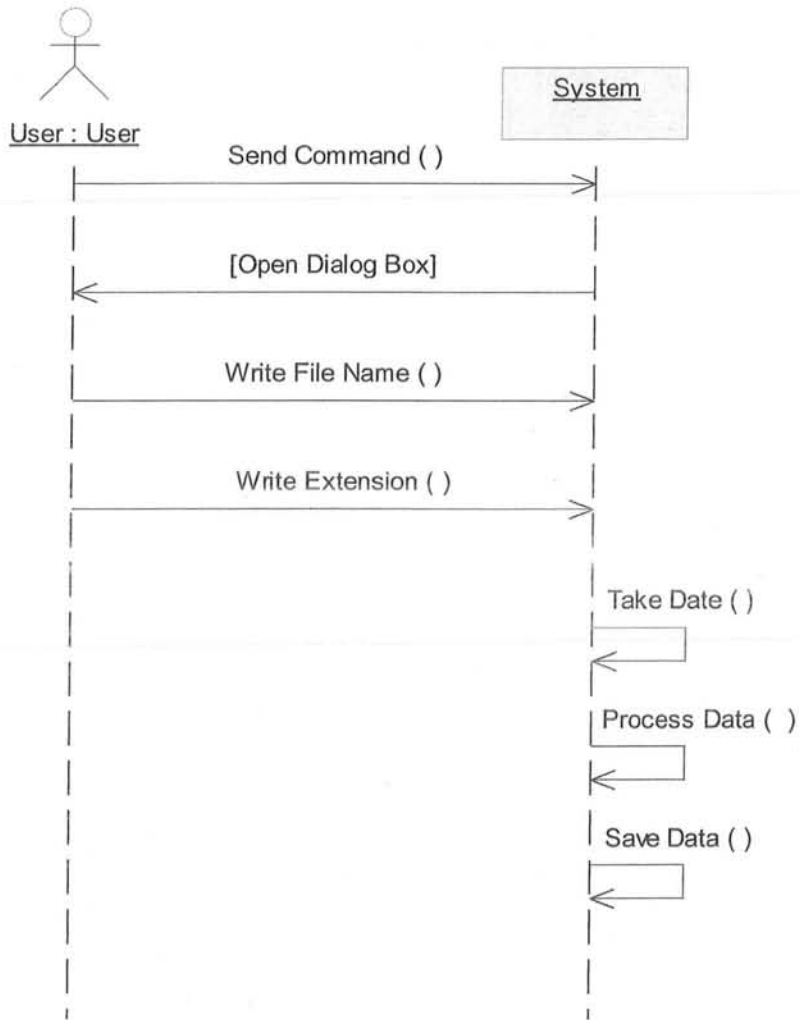 System
User : User
Send Command ( )
[Open Dialog Box]
Write File Name ( )
Write Extension ( )
Take Date ( )
Process Data ( )
Save Data ( )